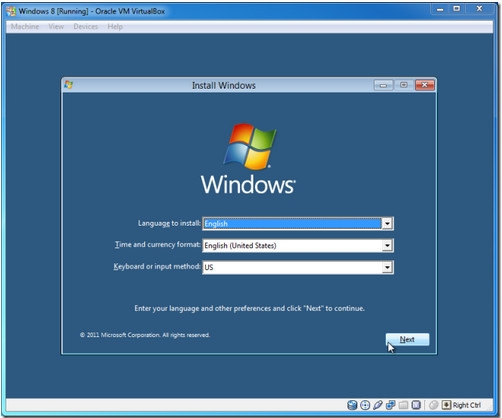 Windows 8 [Running] - Oracle VM VirtualBox
Machine View Devices Help
Install Windows
Windows
Language to install: English
Time and currency format: English (United States)
Keyboard or input method: US
Enter your language and other preferences and click "Next" to continue.
© 2011 Microsoft Corporation. All rights reserved.
Next
Right Ctrl